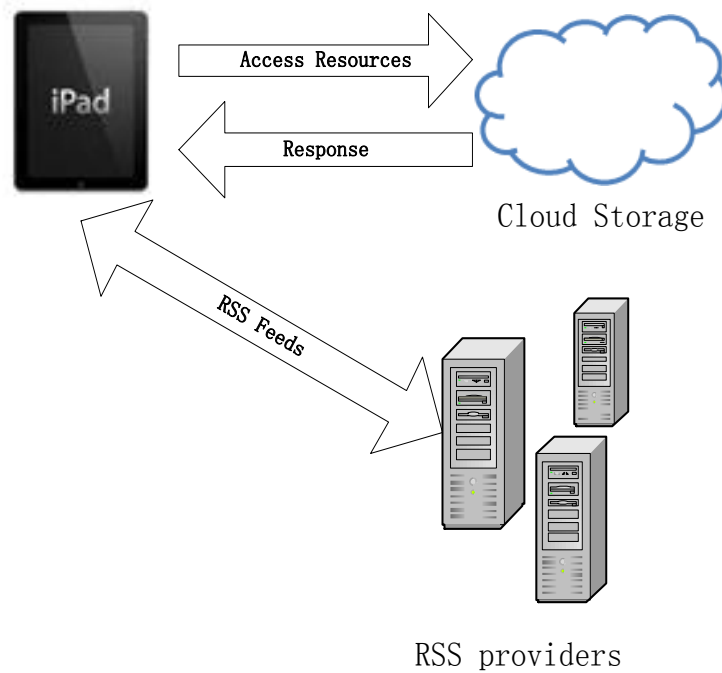 iPad
Access Resources
Response
Cloud Storage
RSS Feeds
RSS providers